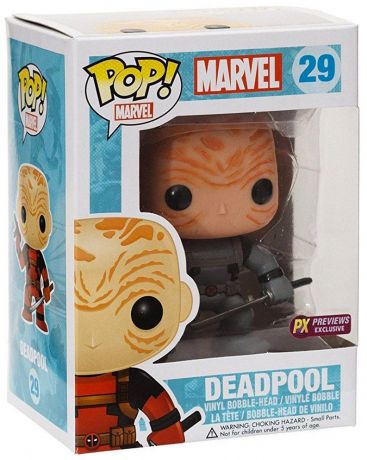 POP!
MARVEL
MARVEL 29
POP!
MARVEL
PX PREVIEWS
EXCLUSIVE
DEADPOOL
29
DEADPOOL
VINYL BOBBLE-HEAD / VINYLE BOBBLE
LA TÊTE / BOBBLE-HEAD DE VINILO
WARNING: CHOKING HAZARD - Small Parts.
Not for children under 3 years of age.